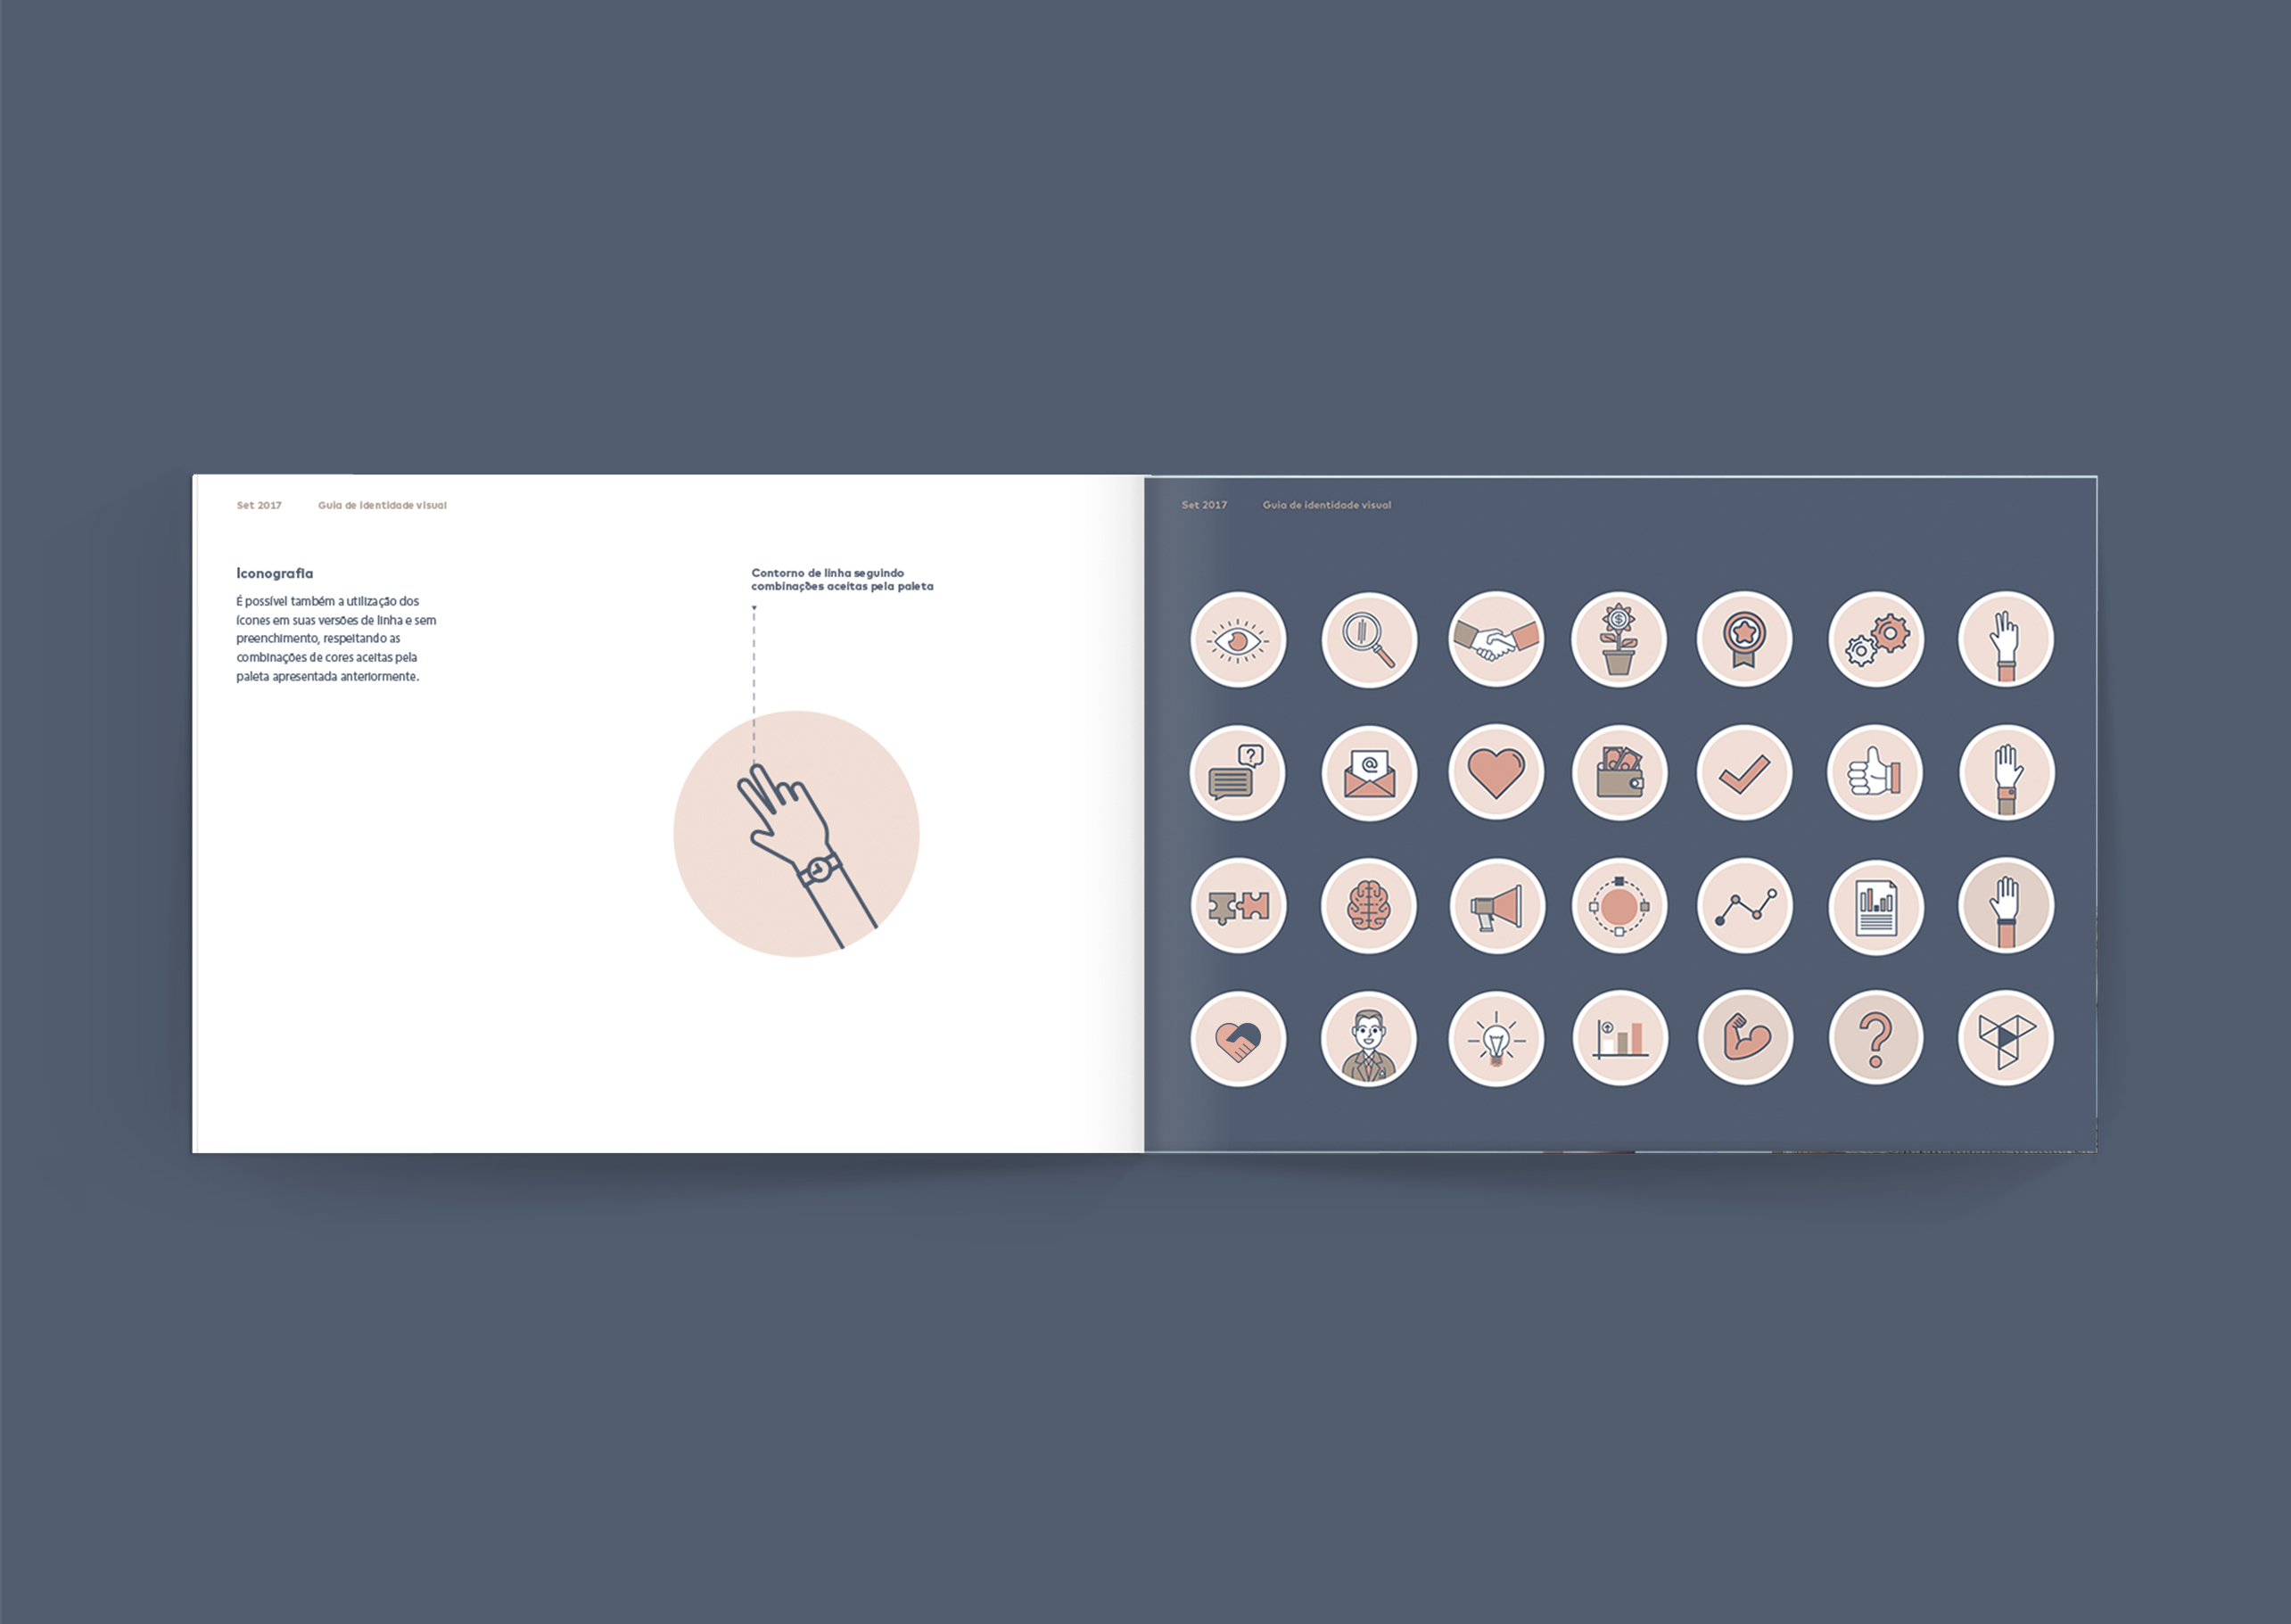 Set 2017 Guia de identidade visual
Iconografia
É possível também a utilização dos
ícones em suas versões de linha e sem
preenchimento, respeitando as
combinações de cores aceitas pela
paleta apresentada anteriormente.
Contorno de linha seguindo
combinações aceitas pela paleta
Set 2017 Guia de identidade visual
$
?
@
?